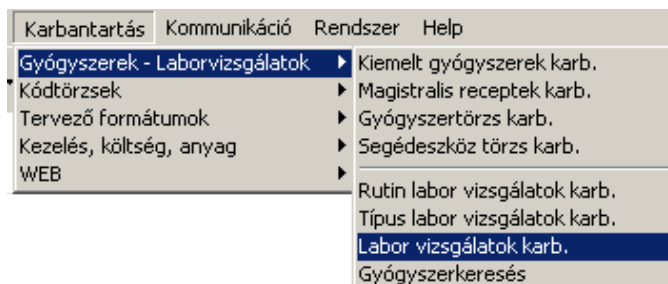 Karbantartás Kommunikáció Rendszer Help
Gyógyszerek - Laborvizsgálatok
Kódtörzsek
Tervező formátumok
Kezelés, költség, anyag
WEB
Kiemelt gyógyszerek karb.
Magistralis receptek karb.
Gyógyszertörzs karb.
Segédeszköz törzs karb.
Rutin labor vizsgálatok karb.
Típus labor vizsgálatok karb.
Labor vizsgálatok karb.
Gyógyszerkeresés